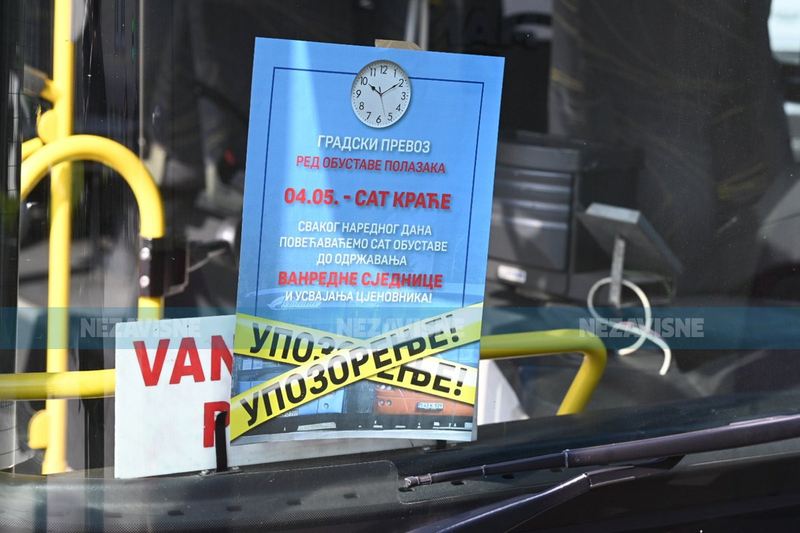 ГРАДСКИ ПРЕВОЗ
РЕД ОБУСТАВЕ ПОЛАЗАКА
04.05. - САТ КРАЋЕ
СВАКОГ НАРЕДНОГ ДАНА
ПОВЕЋАВАЋЕМО САТ ОБУСТАВЕ
ДО ОДРЖАВАЊА
ВАНРЕДНЕ СЈЕДНИЦЕ
И УСВАЈАЊА ЦЈЕНОВНИКА!
УПОЗОРЕЊЕ!
УПОЗОРЕЊЕ!
VAN
NEZAVISNE
NEZAVISNE
NEZAVISNE